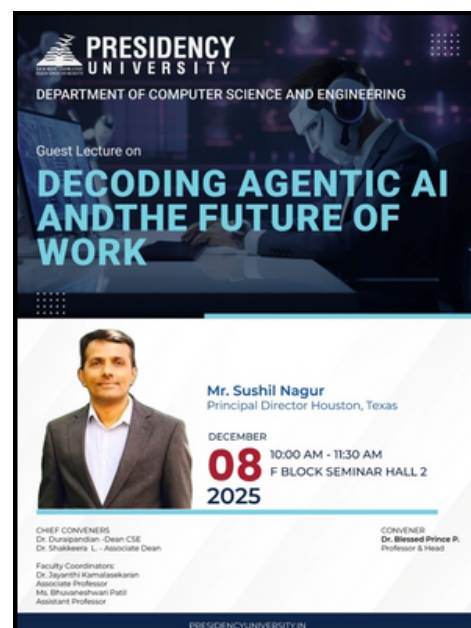 PRESIDENCY
UNIVERSITY
DEPARTMENT OF COMPUTER SCIENCE AND ENGINEERING
Guest Lecture on
DECODING AGENTIC AI
ANDTHE FUTURE OF
WORK
Mr. Sushil Nagur
Principal Director Houston, Texas
DECEMBER
08
10:00 AM - 11:30 AM
F BLOCK SEMINAR HALL 2
2025
CHIEF CONVENERS
Dr. Duraipandian -Dean CSE
Dr. Shakkeera L. - Associate Dean
Faculty Coordinators:
Dr. Jayanthi Kamalasekaran
Associate Professor
Ms. Bhuvaneshwari Patil
Assistant Professor
CONVENER
Dr. Blessed Prince P.
Professor & Head
PRESIDENCYUNIVERSITY.IN